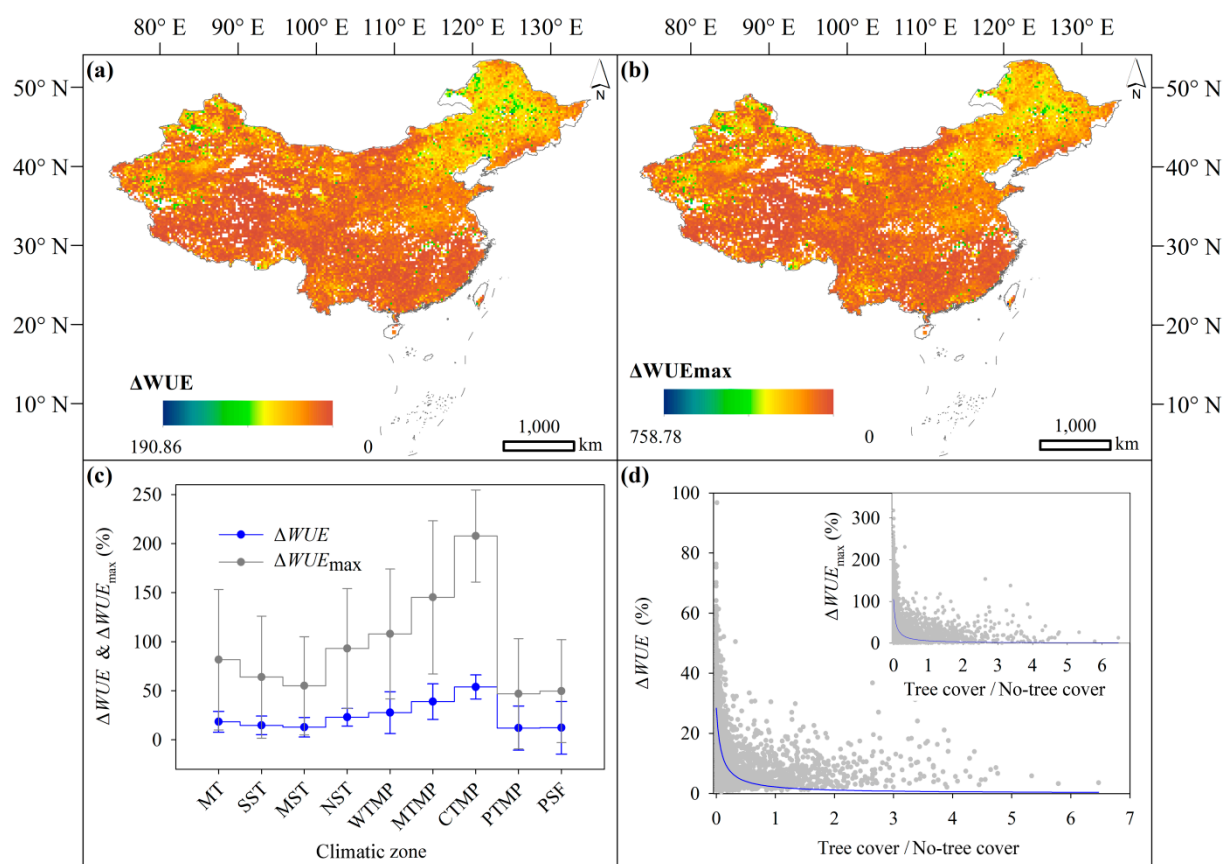 80° E 90° E 100° E 110° E 120° E 130° E
80° E 90° E 100° E 110° E 120° E 130° E
50° N
40° N
30° N
20° N
10° N
(a)
N
ΔWUE
190.86 0
1,000
km
(b)
N
ΔWUEmax
758.78 0
1,000
km
50° N
40° N
30° N
20° N
10° N
(c)
ΔWUE & ΔWUEmax (%)
250
200
150
100
50
0
ΔWUE
ΔWUEmax
MT SST MST NST WTMP MTMP CTMP PTMP PSF
Climatic zone
(d)
ΔWUE (%)
100
80
60
40
20
0
0 1 2 3 4 5 6 7
Tree cover / No-tree cover
ΔWUEmax (%)
300
200
100
0
0 1 2 3 4 5 6
Tree cover / No-tree cover